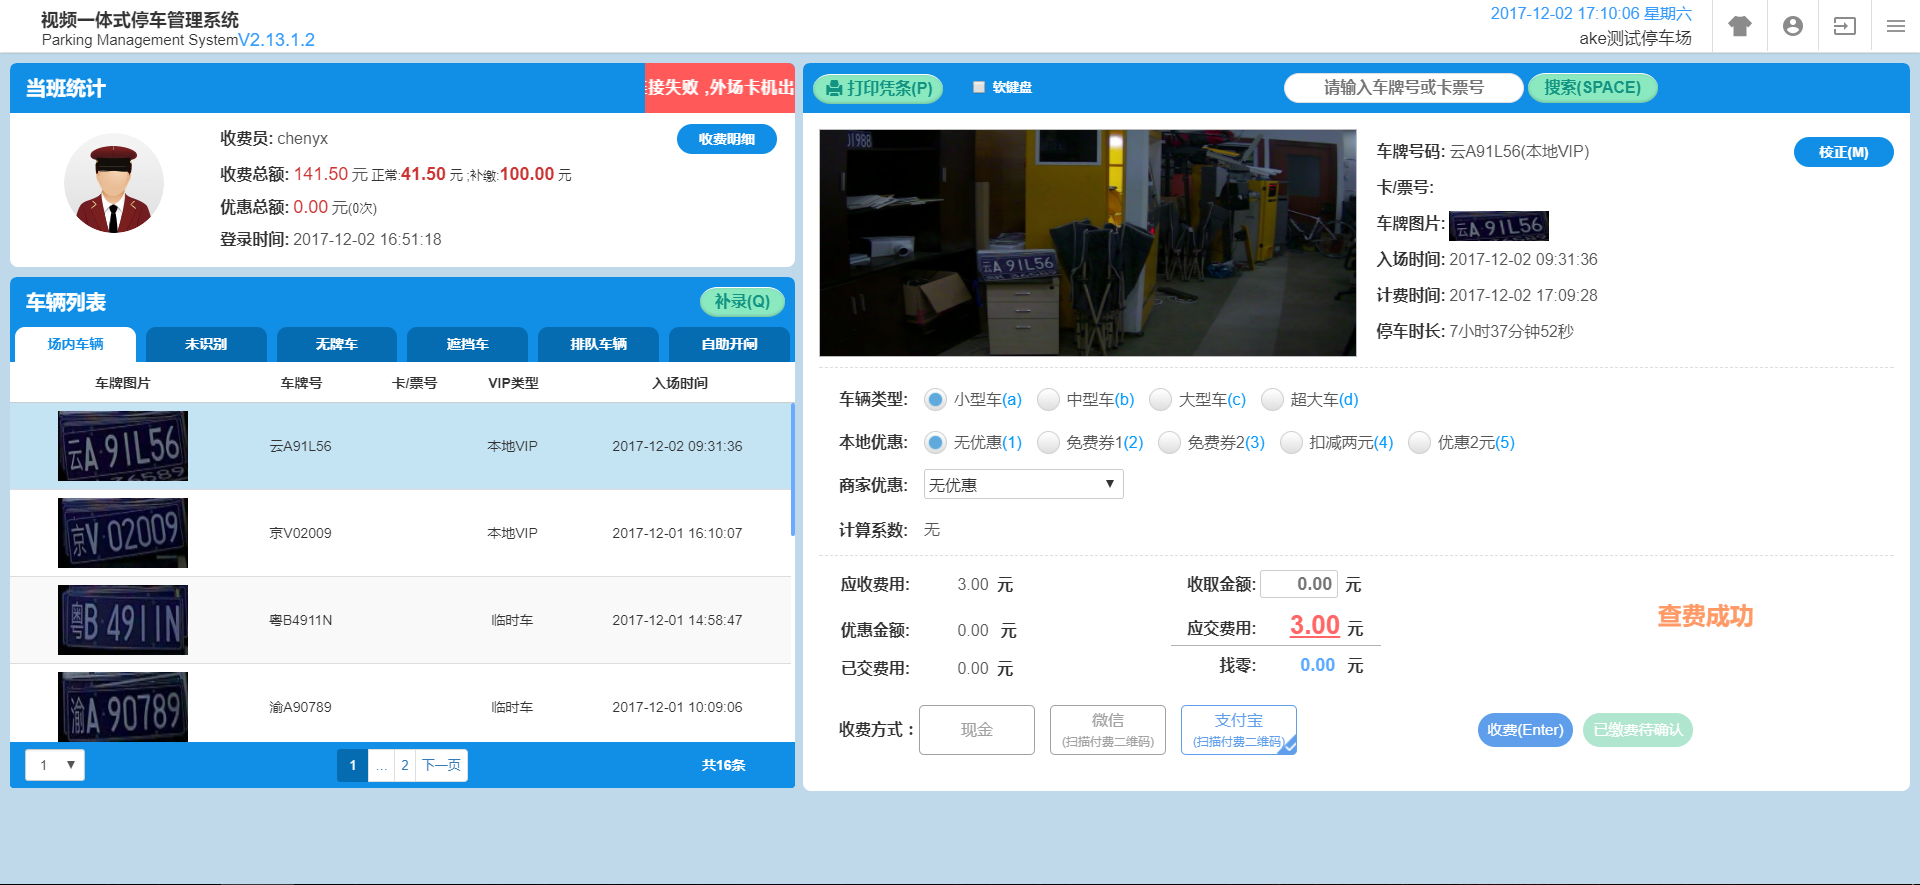 视频一体式停车管理系统
Parking Management SystemV2.13.1.2
2017-12-02 17:10:06 星期六
ake测试停车场
当班统计
接失败 ,外场卡机出
收费员: chenyx
收费明细
收费总额: 141.50 元 正常:41.50 元 ;补缴:100.00 元
优惠总额: 0.00 元(0次)
登录时间: 2017-12-02 16:51:18
车辆列表
补录(Q)
场内车辆 未识别 无牌车 遮挡车 排队车辆 自助开闸
车牌图片 车牌号 卡/票号 VIP类型 入场时间
云A·91L56 云A91L56 本地VIP 2017-12-02 09:31:36
京V·02009 京V02009 本地VIP 2017-12-01 16:10:07
粤B·4911N 粤B4911N 临时车 2017-12-01 14:58:47
渝A·90789 渝A90789 临时车 2017-12-01 10:09:06
1 1 ... 2 下一页 共16条
打印凭条(P) 软键盘 请输入车牌号或卡票号 搜索(SPACE)
01988
云A·91L56
车牌号码: 云A91L56(本地VIP)
校正(M)
卡/票号:
车牌图片: 云A·91L56
入场时间: 2017-12-02 09:31:36
计费时间: 2017-12-02 17:09:28
停车时长: 7小时37分钟52秒
车辆类型: 小型车(a) 中型车(b) 大型车(c) 超大车(d)
本地优惠: 无优惠(1) 免费券1(2) 免费券2(3) 扣减两元(4) 优惠2元(5)
商家优惠: 无优惠
计算系数: 无
应收费用: 3.00 元 收取金额: 0.00 元
优惠金额: 0.00 元 应交费用: 3.00 元
已交费用: 0.00 元 找零: 0.00 元
查费成功
收费方式： 现金 微信 支付宝
(扫描付费二维码) (扫描付费二维码)
收费(Enter) 已缴费待确认